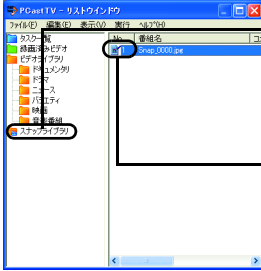 PCastTV - リストウインドウ
ファイル(F) 編集(E) 表示(V) 実行 ヘルプ(H)
タスク一覧
録画済みビデオ
ビデオライブラリ
ドキュメンタリ
ドラマ
ニュース
バラエティ
映画
音楽番組
スナップライブラリ
No. 番組名 コ
Snap_0000.jpe